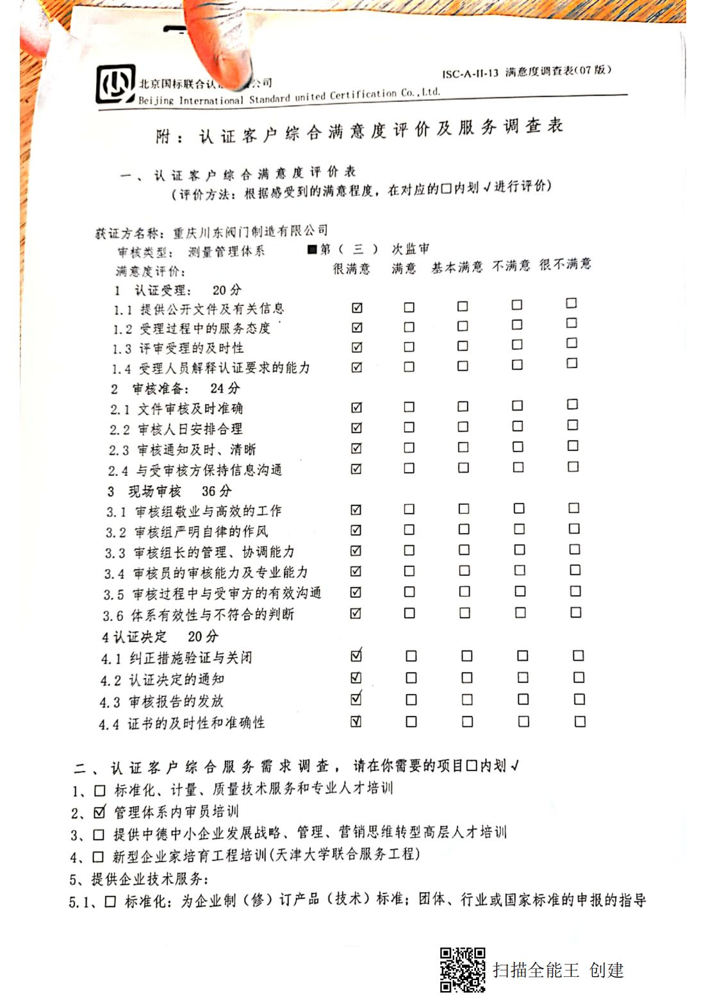 北京国标联合认 公司
ISC-A-II-13 满意度调查表(07版)
Beijing International Standard united Certification Co.,Ltd.
附：认证客户综合满意度评价及服务调查表
一、认证客户综合满意度评价表
(评价方法：根据感受到的满意程度，在对应的□内划√进行评价)
获证方名称：重庆川东阀门制造有限公司
审核类型： 测量管理体系 ■第（ 三 ） 次监审
满意度评价： 很满意 满意 基本满意 不满意 很不满意
1 认证受理： 20分
1.1 提供公开文件及有关信息 ☑ □ □ □ □
1.2 受理过程中的服务态度 ☑ □ □ □ □
1.3 评审受理的及时性 ☑ □ □ □ □
1.4 受理人员解释认证要求的能力 ☑ □ □ □ □
2 审核准备： 24分
2.1 文件审核及时准确 ☑ □ □ □ □
2.2 审核人日安排合理 ☑ □ □ □ □
2.3 审核通知及时、清晰 ☑ □ □ □ □
2.4 与受审核方保持信息沟通 ☑ □ □ □ □
3 现场审核 36分
3.1 审核组敬业与高效的工作 ☑ □ □ □ □
3.2 审核组严明自律的作风 ☑ □ □ □ □
3.3 审核组长的管理、协调能力 ☑ □ □ □ □
3.4 审核员的审核能力及专业能力 ☑ □ □ □ □
3.5 审核过程中与受审方的有效沟通 ☑ □ □ □ □
3.6 体系有效性与不符合的判断 ☑ □ □ □ □
4认证决定 20分
4.1 纠正措施验证与关闭 ☑ □ □ □ □
4.2 认证决定的通知 ☑ □ □ □ □
4.3 审核报告的发放 ☑ □ □ □ □
4.4 证书的及时性和准确性 ☑ □ □ □ □
二、认证客户综合服务需求调查，请在你需要的项目□内划√
1、□ 标准化、计量、质量技术服务和专业人才培训
2、☑ 管理体系内审员培训
3、□ 提供中德中小企业发展战略、管理、营销思维转型高层人才培训
4、□ 新型企业家培育工程培训(天津大学联合服务工程)
5、提供企业技术服务：
5.1、□ 标准化：为企业制（修）订产品（技术）标准；团体、行业或国家标准的申报的指导
扫描全能王 创建